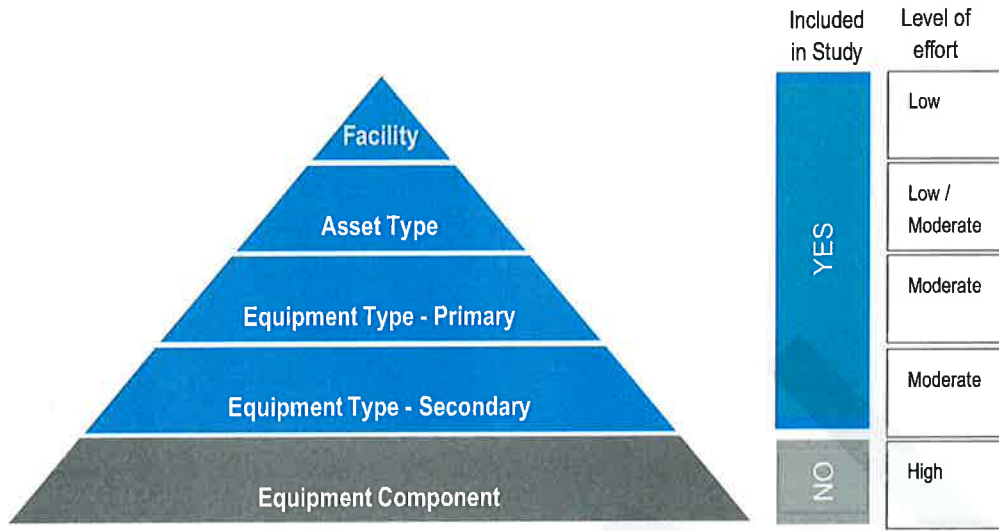 Included
in Study
Level of
effort
Facility
Low
Asset Type
Low /
Moderate
YES
Equipment Type - Primary
Moderate
Equipment Type - Secondary
Moderate
Equipment Component
NO
High